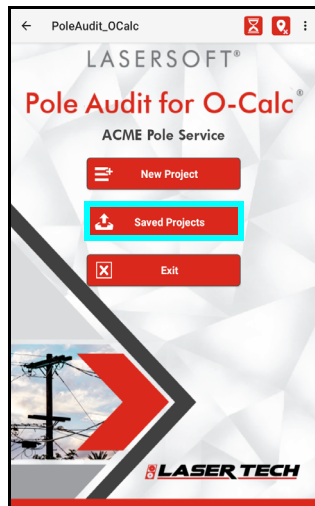 PoleAudit_OCalc
LASERSOFT®
Pole Audit for O-Calc®
ACME Pole Service
New Project
Saved Projects
Exit
LASER TECH